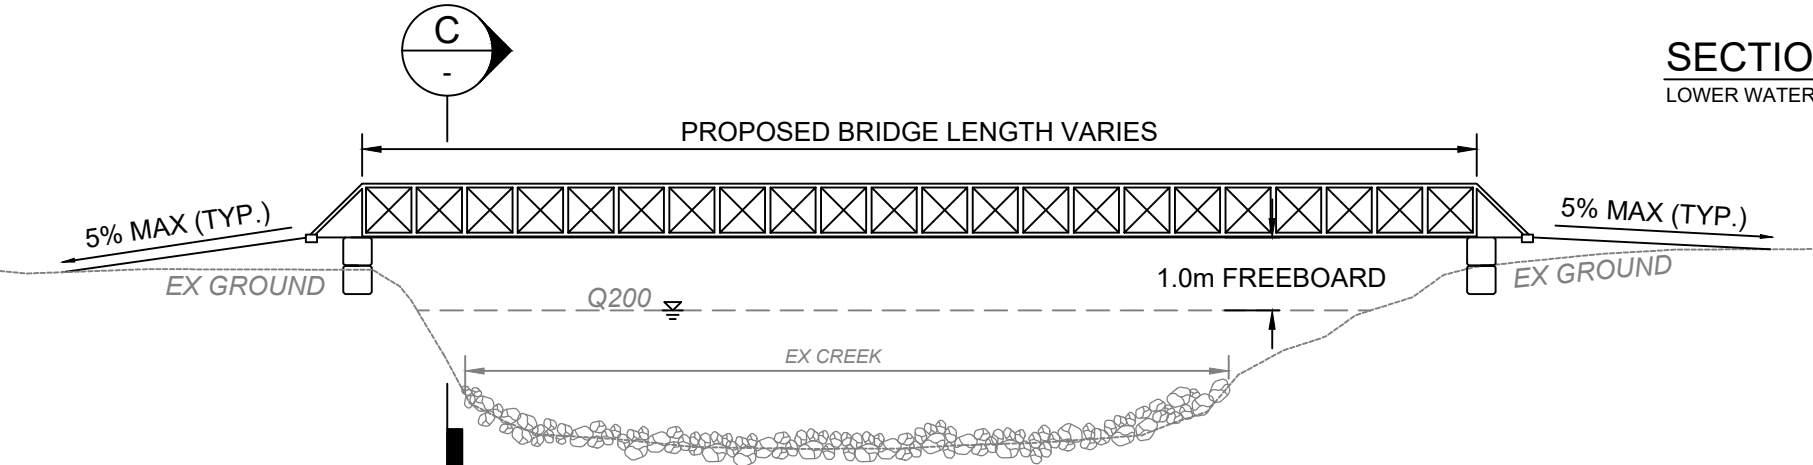 C
-
SECTIO
LOWER WATER
PROPOSED BRIDGE LENGTH VARIES
5% MAX (TYP.)
5% MAX (TYP.)
EX GROUND
1.0m FREEBOARD
EX GROUND
Q200
EX CREEK